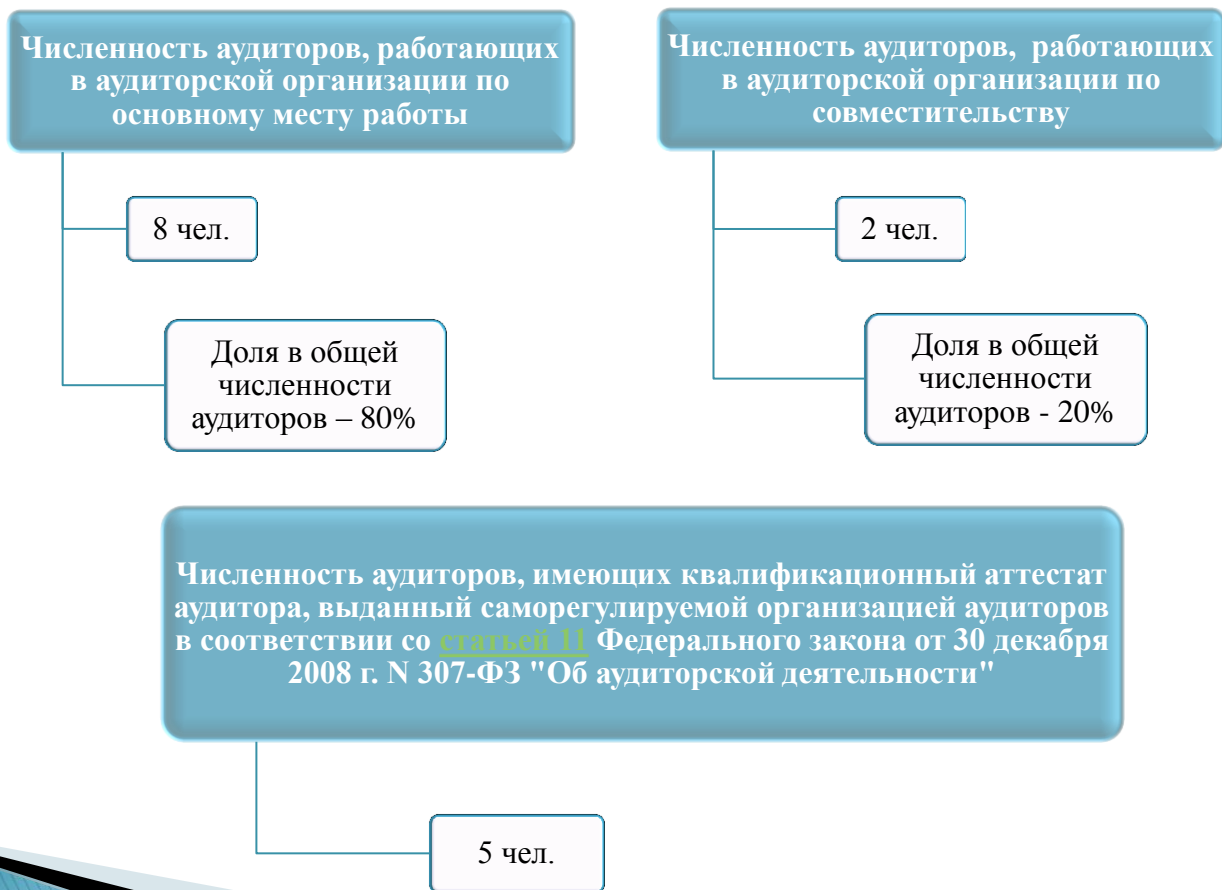 Численность аудиторов, работающих
в аудиторской организации по
основному месту работы
8 чел.
Доля в общей
численности
аудиторов – 80%
Численность аудиторов, работающих
в аудиторской организации по
совместительству
2 чел.
Доля в общей
численности
аудиторов - 20%
Численность аудиторов, имеющих квалификационный аттестат
аудитора, выданный саморегулируемой организацией аудиторов
в соответствии со статьей 11 Федерального закона от 30 декабря
2008 г. N 307-ФЗ "Об аудиторской деятельности"
5 чел.